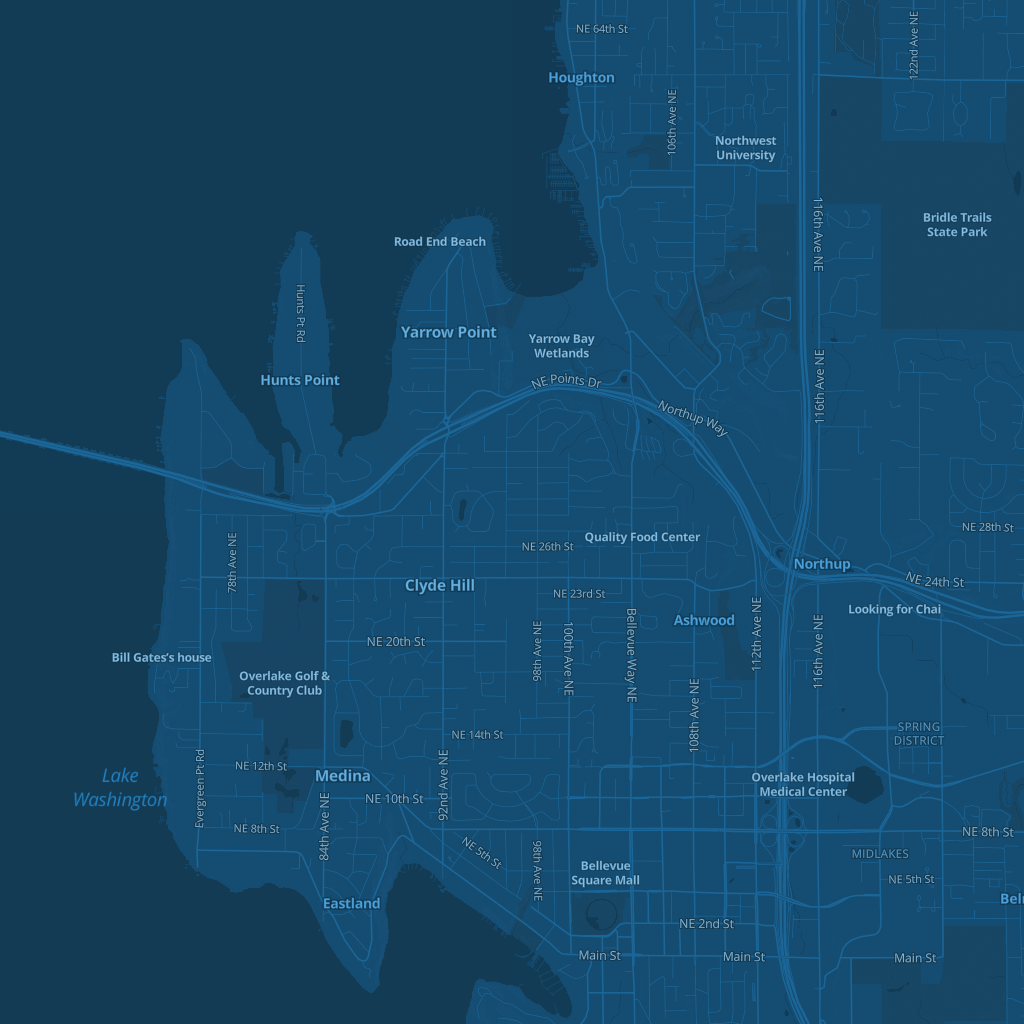 NE 64th St
122nd Ave NE
Houghton
106th Ave NE
Northwest
University
116th Ave NE
Bridle Trails
State Park
Road End Beach
Hunts Pt Rd
Yarrow Point
Yarrow Bay
Wetlands
Hunts Point
NE Points Dr
116th Ave NE
Northup Way
NE 28th St
78th Ave NE
NE 26th St
Quality Food Center
Northup
NE 24th St
Clyde Hill
NE 23rd St
Looking for Chai
Ashwood
112th Ave NE
116th Ave NE
98th Ave NE
100th Ave NE
Bellevue Way NE
NE 20th St
Bill Gates’s house
Overlake Golf &
Country Club
108th Ave NE
NE 14th St
SPRING
DISTRICT
Lake
Washington
Evergreen Pt Rd
NE 12th St
Medina
92nd Ave NE
Overlake Hospital
Medical Center
NE 10th St
84th Ave NE
NE 8th St
NE 8th St
NE 5th St
98th Ave NE
MIDLAKES
Bellevue
Square Mall
NE 5th St
Eastland
Bel
NE 2nd St
Main St
Main St
Main St